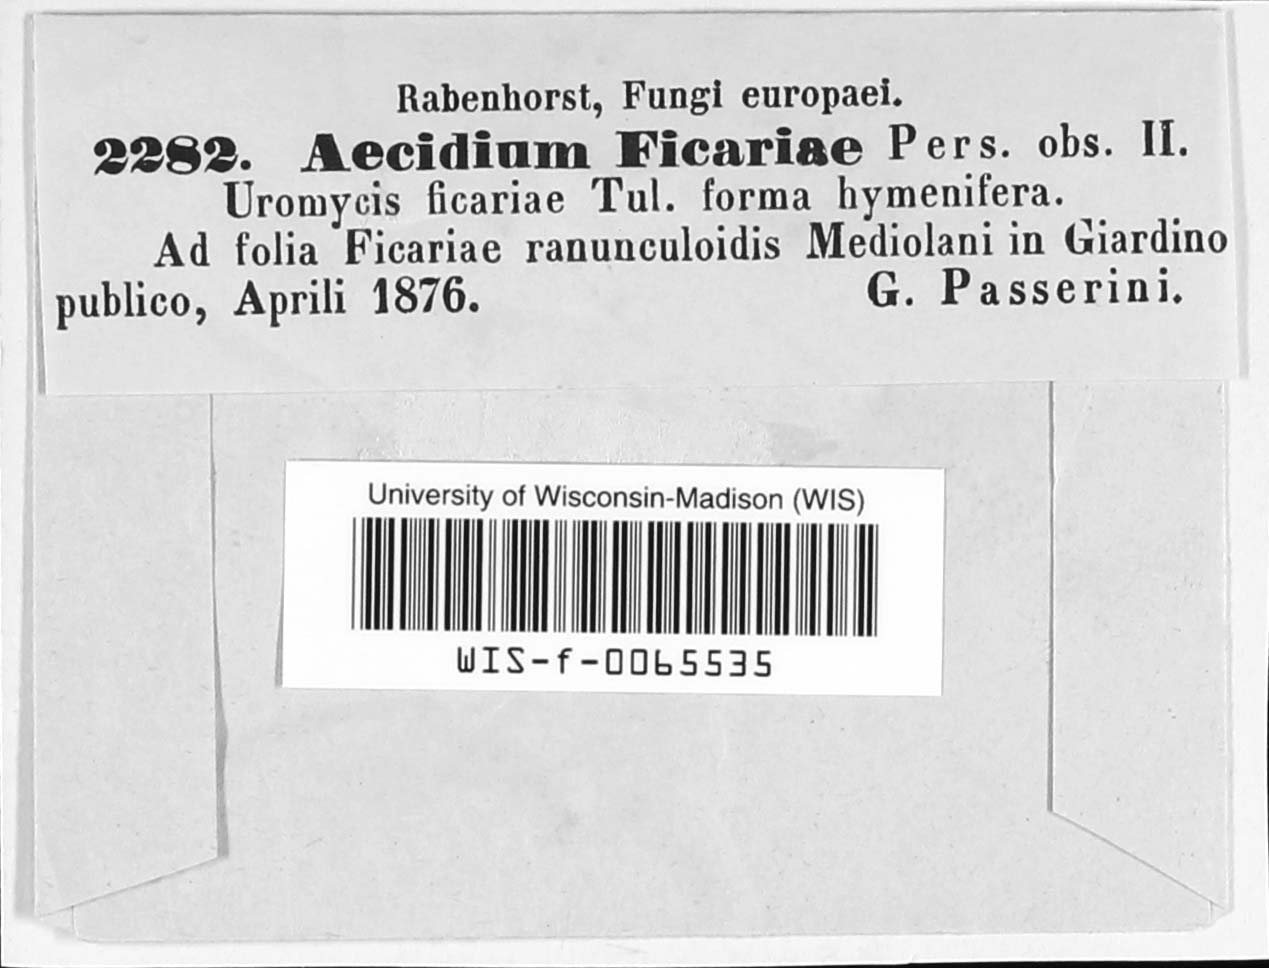 Rabenhorst, Fungi europaei.
2282. Aecidium Ficariae Pers. obs. II.
Uromycis ficariae Tul. forma hymenifera.
Ad folia Ficariae ranunculoidis Mediolani in Giardino
publico, Aprili 1876. G. Passerini.
University of Wisconsin-Madison (WIS)
WIS-f-0065535